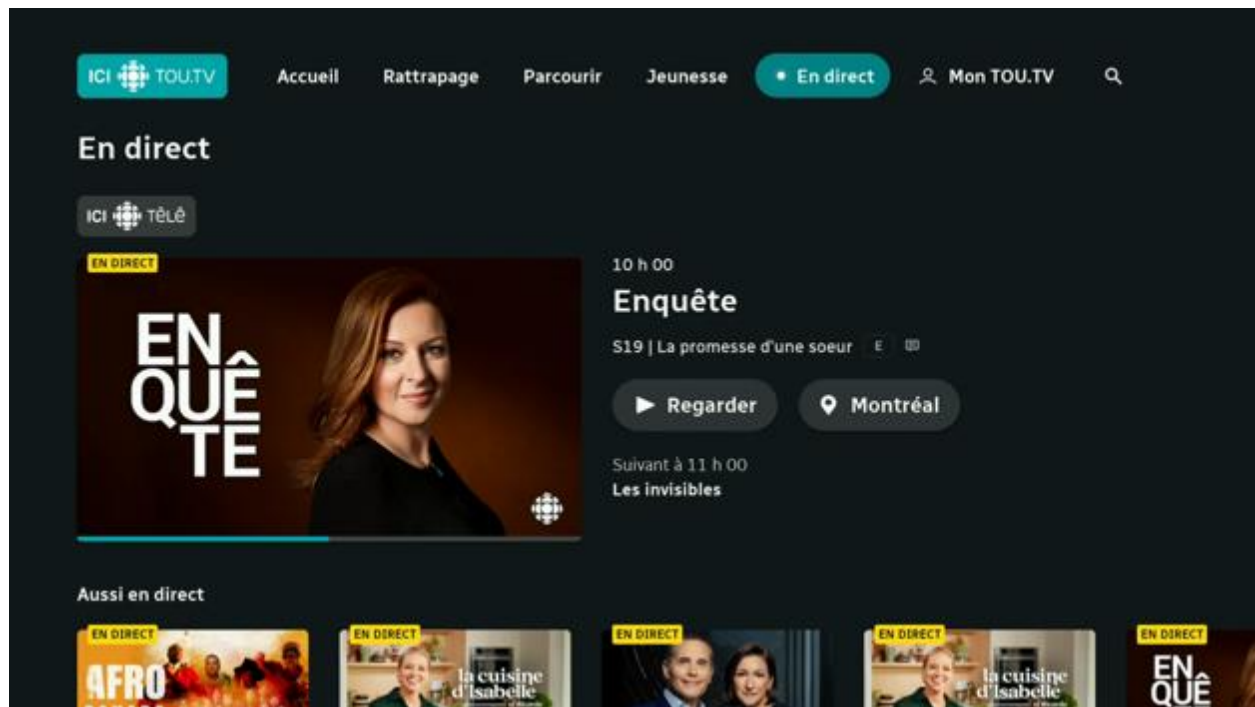 ICI TOU.TV Accueil Rattrapage Parcourir Jeunesse En direct Mon TOU.TV
En direct
ICI TÉLÉ
EN DIRECT
EN
QUÊ
TE
10 h 00
Enquête
S19 | La promesse d'une soeur E
Regarder Montréal
Suivant à 11 h 00
Les invisibles
Aussi en direct
EN DIRECT
AFRO
EN DIRECT
la cuisine
d'Isabelle
EN DIRECT
EN DIRECT
la cuisine
d'Isabelle
EN DIRECT
EN
QUÊ